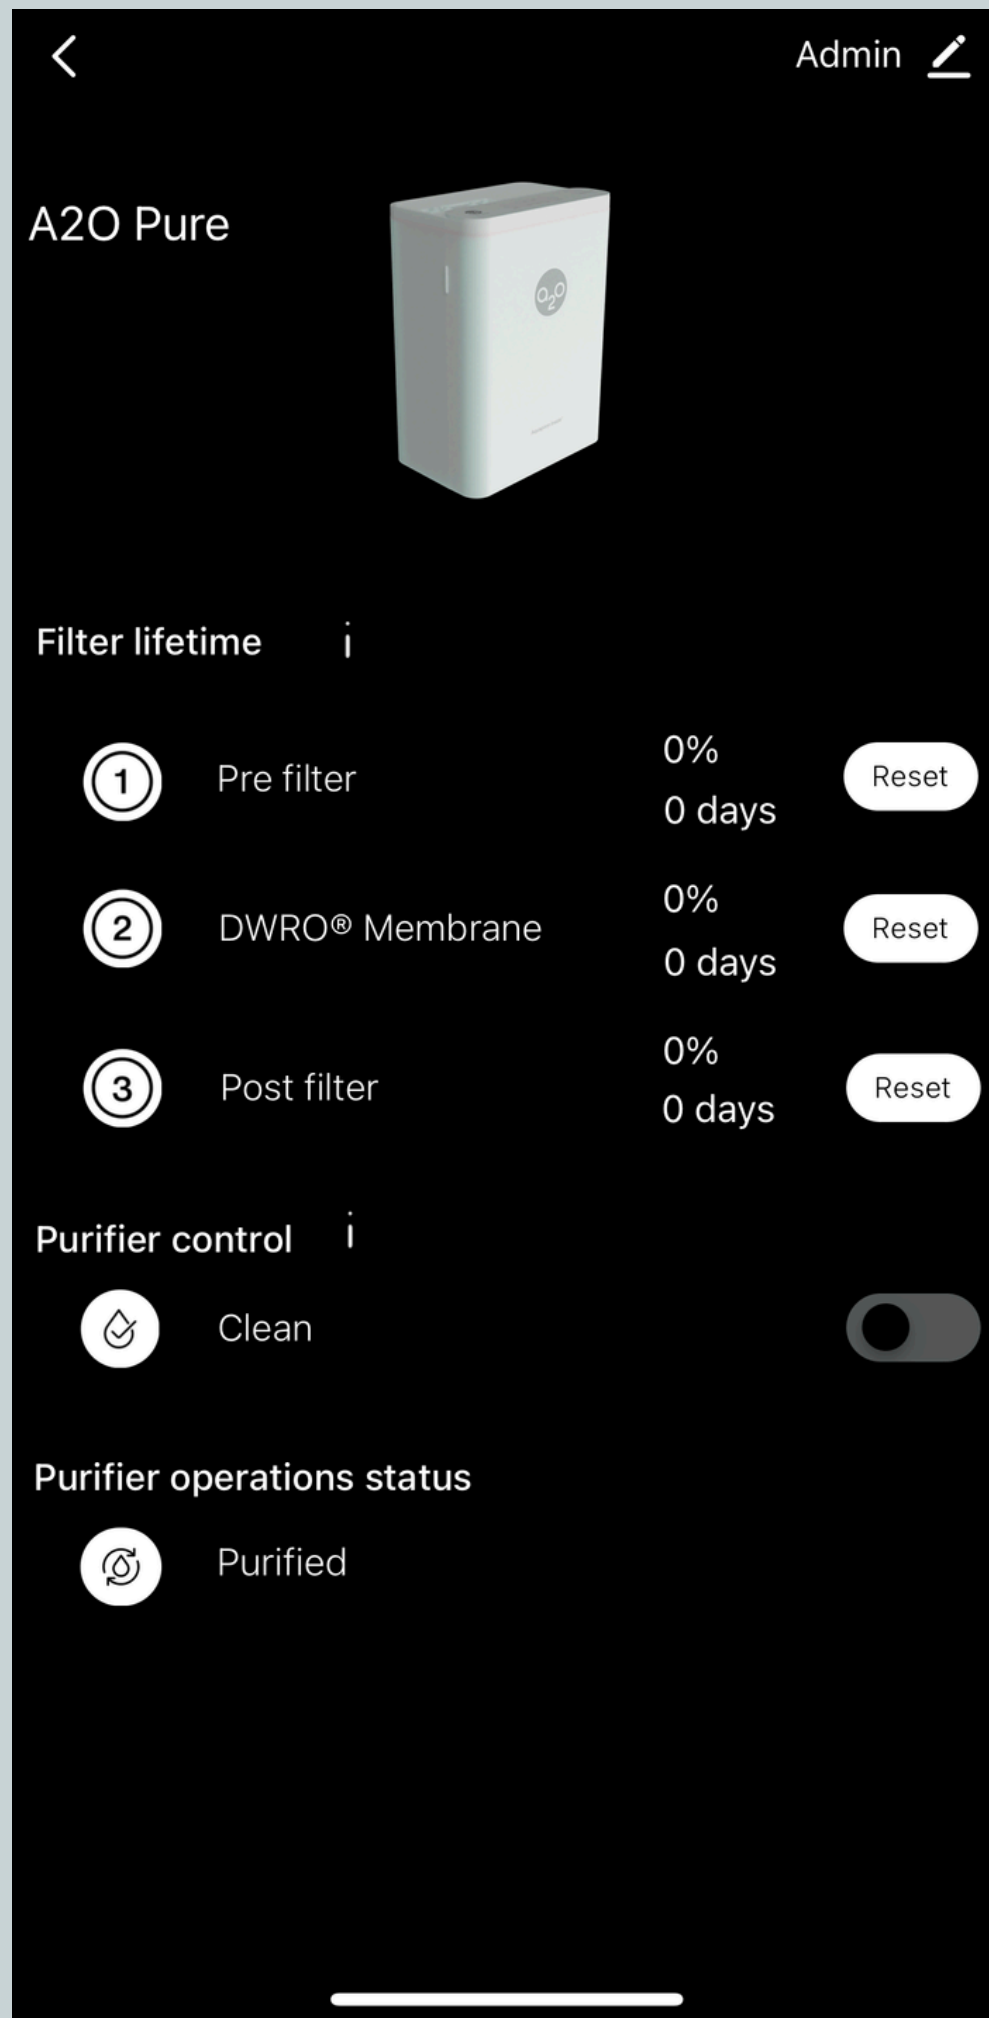 Admin
A2O Pure
a2o
Filter lifetime i
1 Pre filter 0% 0 days Reset
2 DWRO® Membrane 0% 0 days Reset
3 Post filter 0% 0 days Reset
Purifier control i
Clean
Purifier operations status
Purified